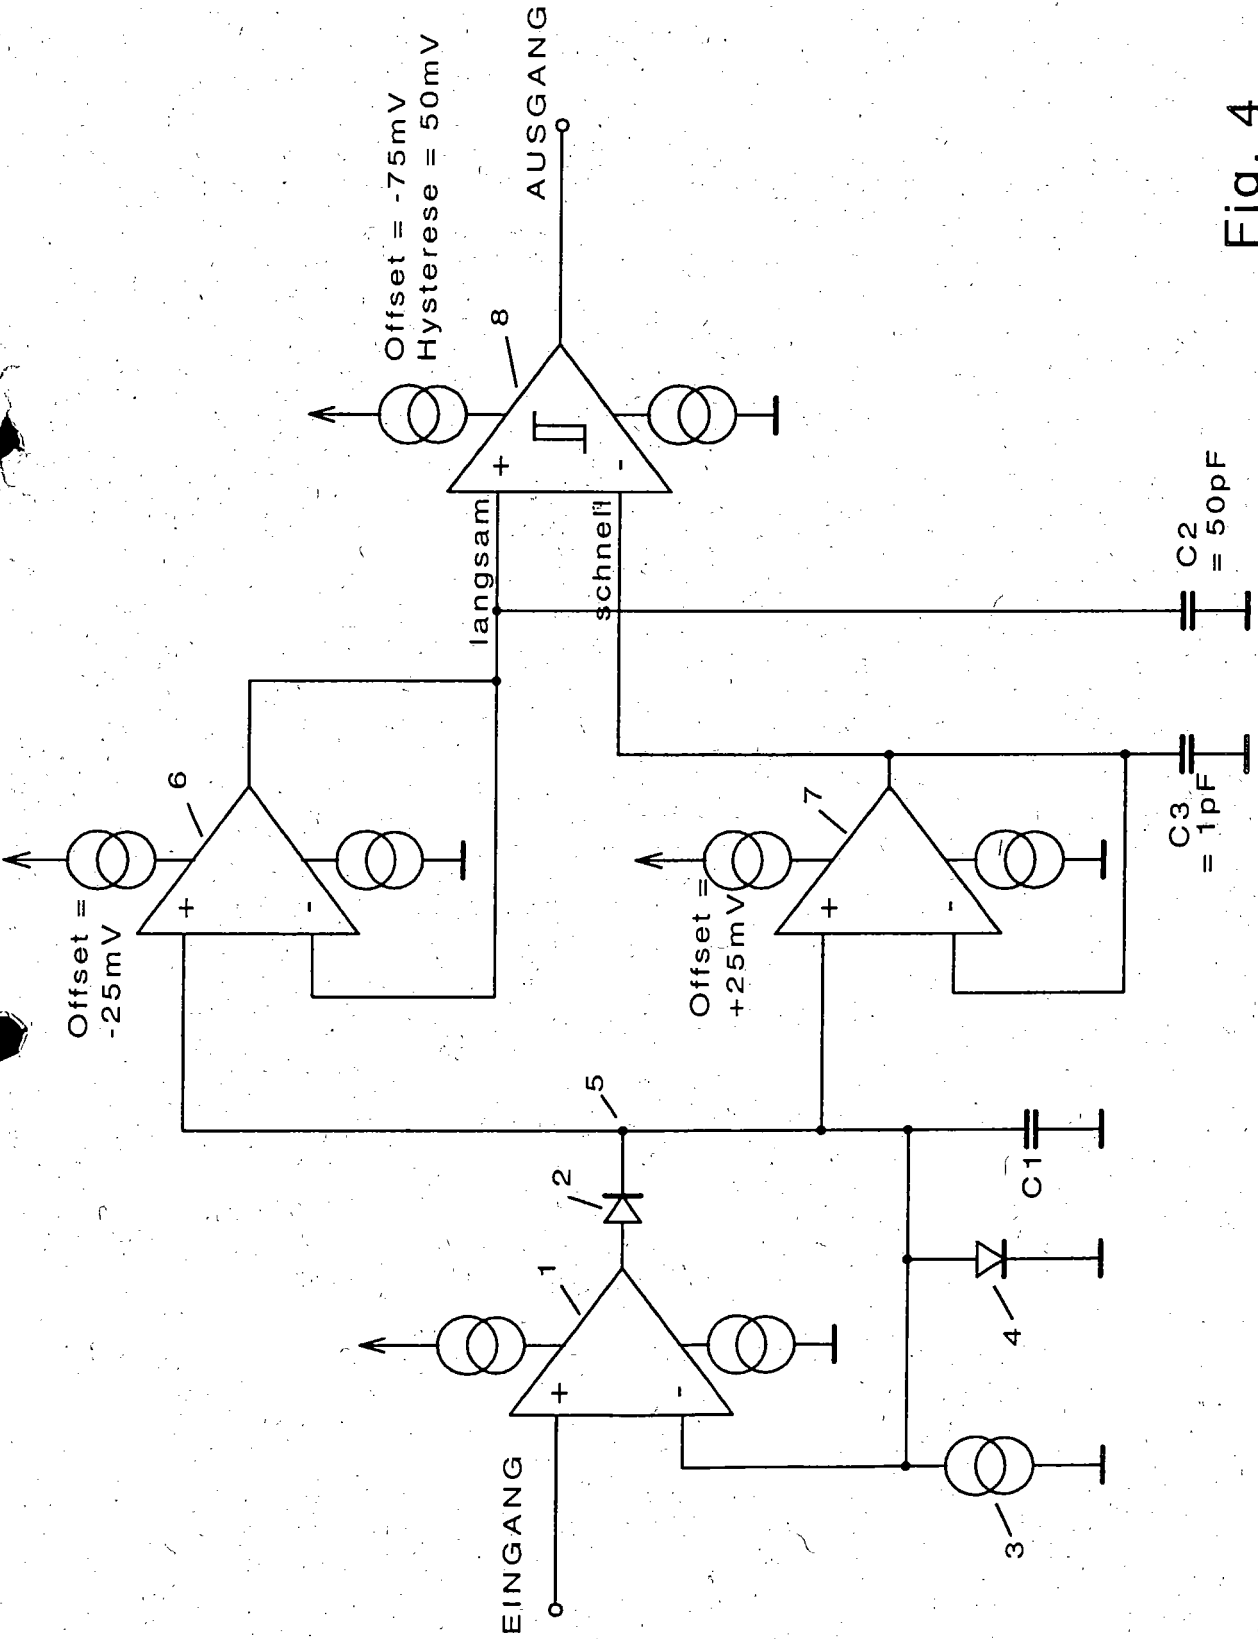 EINGANG
1
2
3
4
5
C1
Offset =
-25mV
6
Offset =
+25mV
7
C3
= 1pF
C2
= 50pF
langsam
schnell
8
Offset = -75mV
Hysterese = 50mV
AUSGANG
+
-
+
-
+
-
+
-
Fig. 4